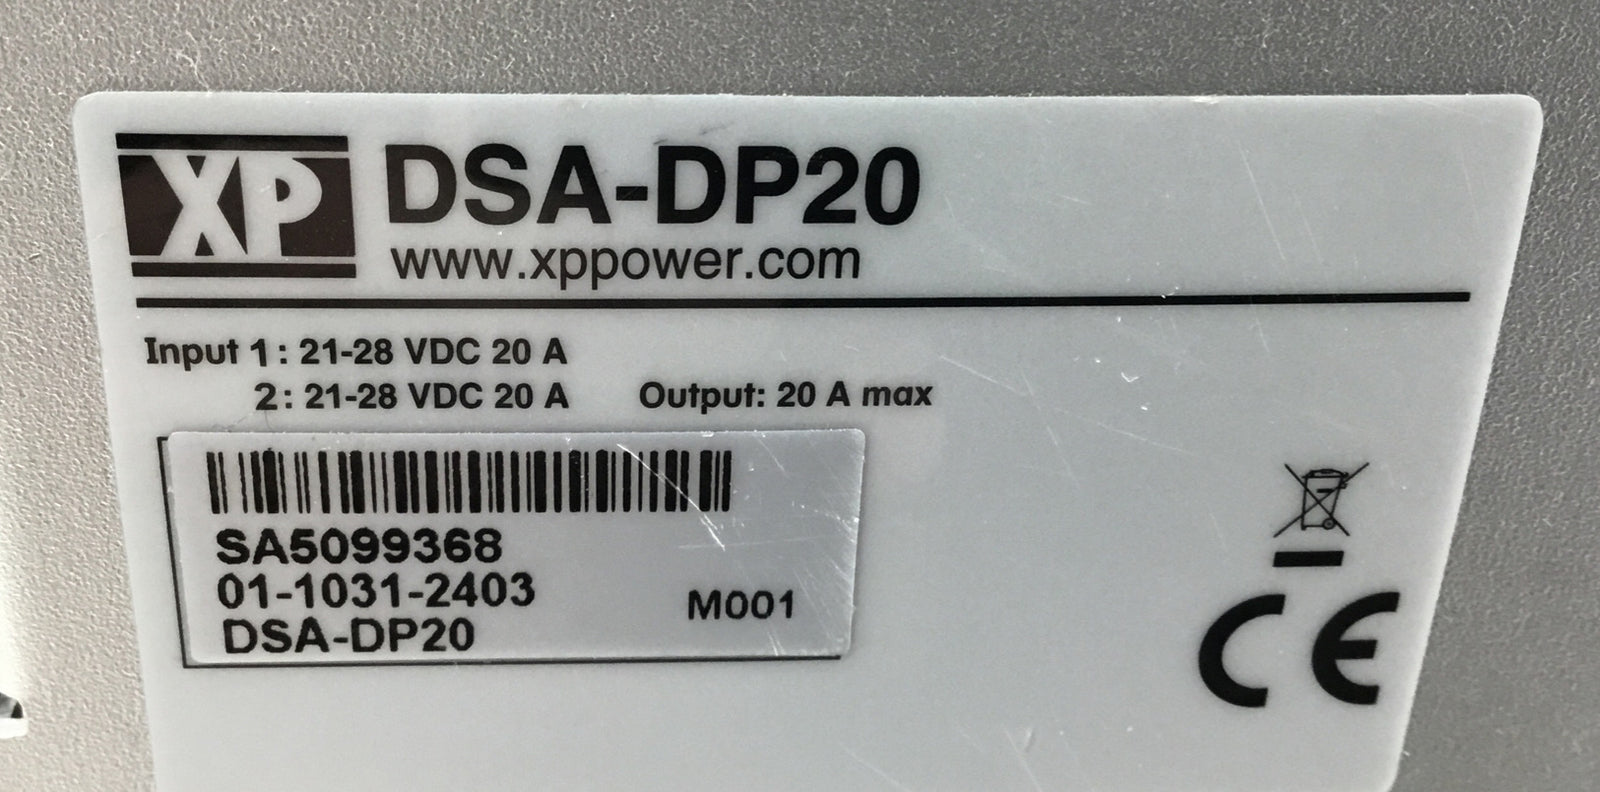 XP DSA-DP20
www.xppower.com
Input 1: 21-28 VDC 20 A
2: 21-28 VDC 20 A Output: 20 A max
SA5099368
01-1031-2403 M001
DSA-DP20
CE